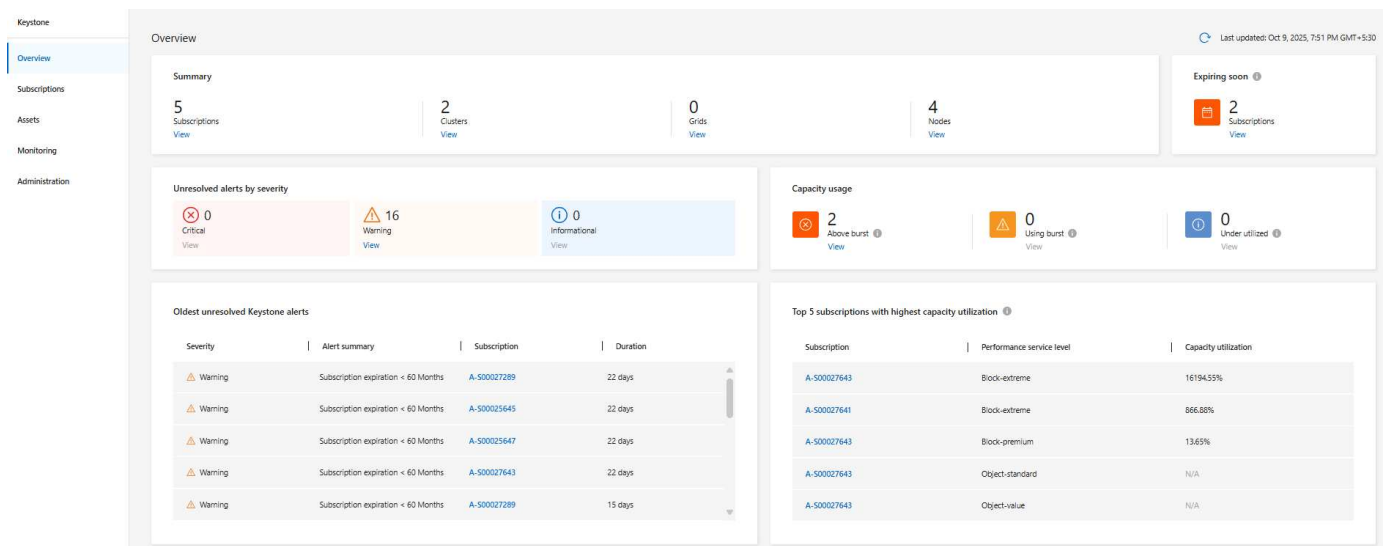 Keystone
Overview
Subscriptions
Assets
Monitoring
Administration
Overview
Last updated: Oct 9, 2025, 7:51 PM GMT+5:30
Summary
5
Subscriptions
View
2
Clusters
View
0
Grids
View
4
Nodes
View
Expiring soon
2
Subscriptions
View
Unresolved alerts by severity
0
Critical
View
16
Warning
View
0
Informational
View
Capacity usage
2
Above burst
View
0
Using burst
View
0
Under utilized
View
Oldest unresolved Keystone alerts
Severity Alert summary Subscription Duration
Warning Subscription expiration < 60 Months A-S00027289 22 days
Warning Subscription expiration < 60 Months A-S00025645 22 days
Warning Subscription expiration < 60 Months A-S00025647 22 days
Warning Subscription expiration < 60 Months A-S00027643 22 days
Warning Subscription expiration < 60 Months A-S00027289 15 days
Top 5 subscriptions with highest capacity utilization
Subscription Performance service level Capacity utilization
A-S00027643 Block-extreme 16194.55%
A-S00027641 Block-extreme 866.88%
A-S00027643 Block-premium 13.65%
A-S00027643 Object-standard N/A
A-S00027643 Object-value N/A